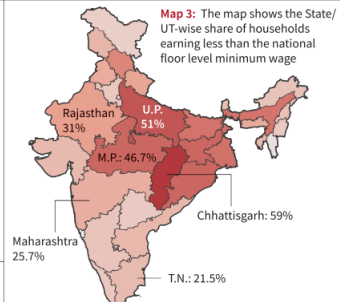 Map 3: The map shows the State/
UT-wise share of households
earning less than the national
floor level minimum wage
Rajasthan
31%
U.P.
51%
M.P.: 46.7%
Chhattisgarh: 59%
Maharashtra
25.7%
T.N.: 21.5%